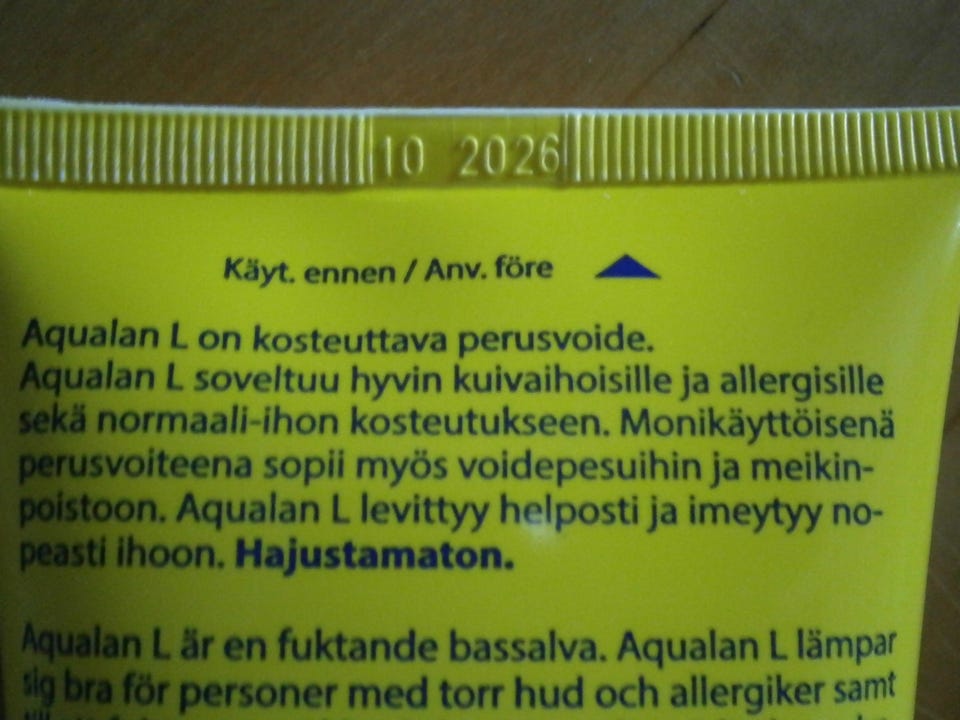 10 2026
Käyt. ennen / Anv. före
Aqualan L on kosteuttava perusvoide.
Aqualan L soveltuu hyvin kuivaihoisille ja allergisille
sekä normaali-ihon kosteutukseen. Monikäyttöisenä
perusvoiteena sopii myös voidepesuihin ja meikin-
poistoon. Aqualan L levittyy helposti ja imeytyy no-
peasti ihoon. Hajustamaton.
Aqualan L är en fuktande bassalva. Aqualan L lämpar
sig bra för personer med torr hud och allergiker samt